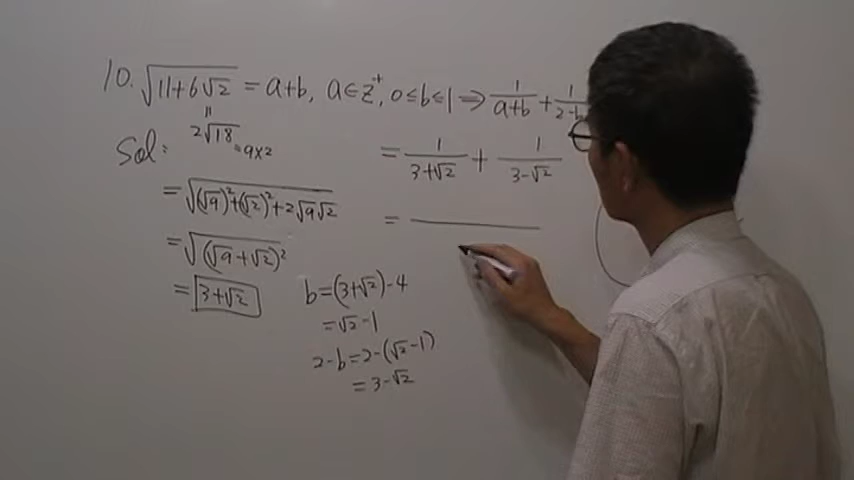 10. √(11+6√2) = a+b, a∈Z⁺, 0≤b≤1 ⇒ 1/(a+b) + 1/(2-b
"
2√18 = 9×2
Sol:
= √((√9)²+(√2)²+2√9√2
= √((√9+√2)²
= 3+√2
= 1/(3+√2) + 1/(3-√2)
=
b=(3+√2)-4
=√2-1
2-b=2-(√2-1)
=3-√2